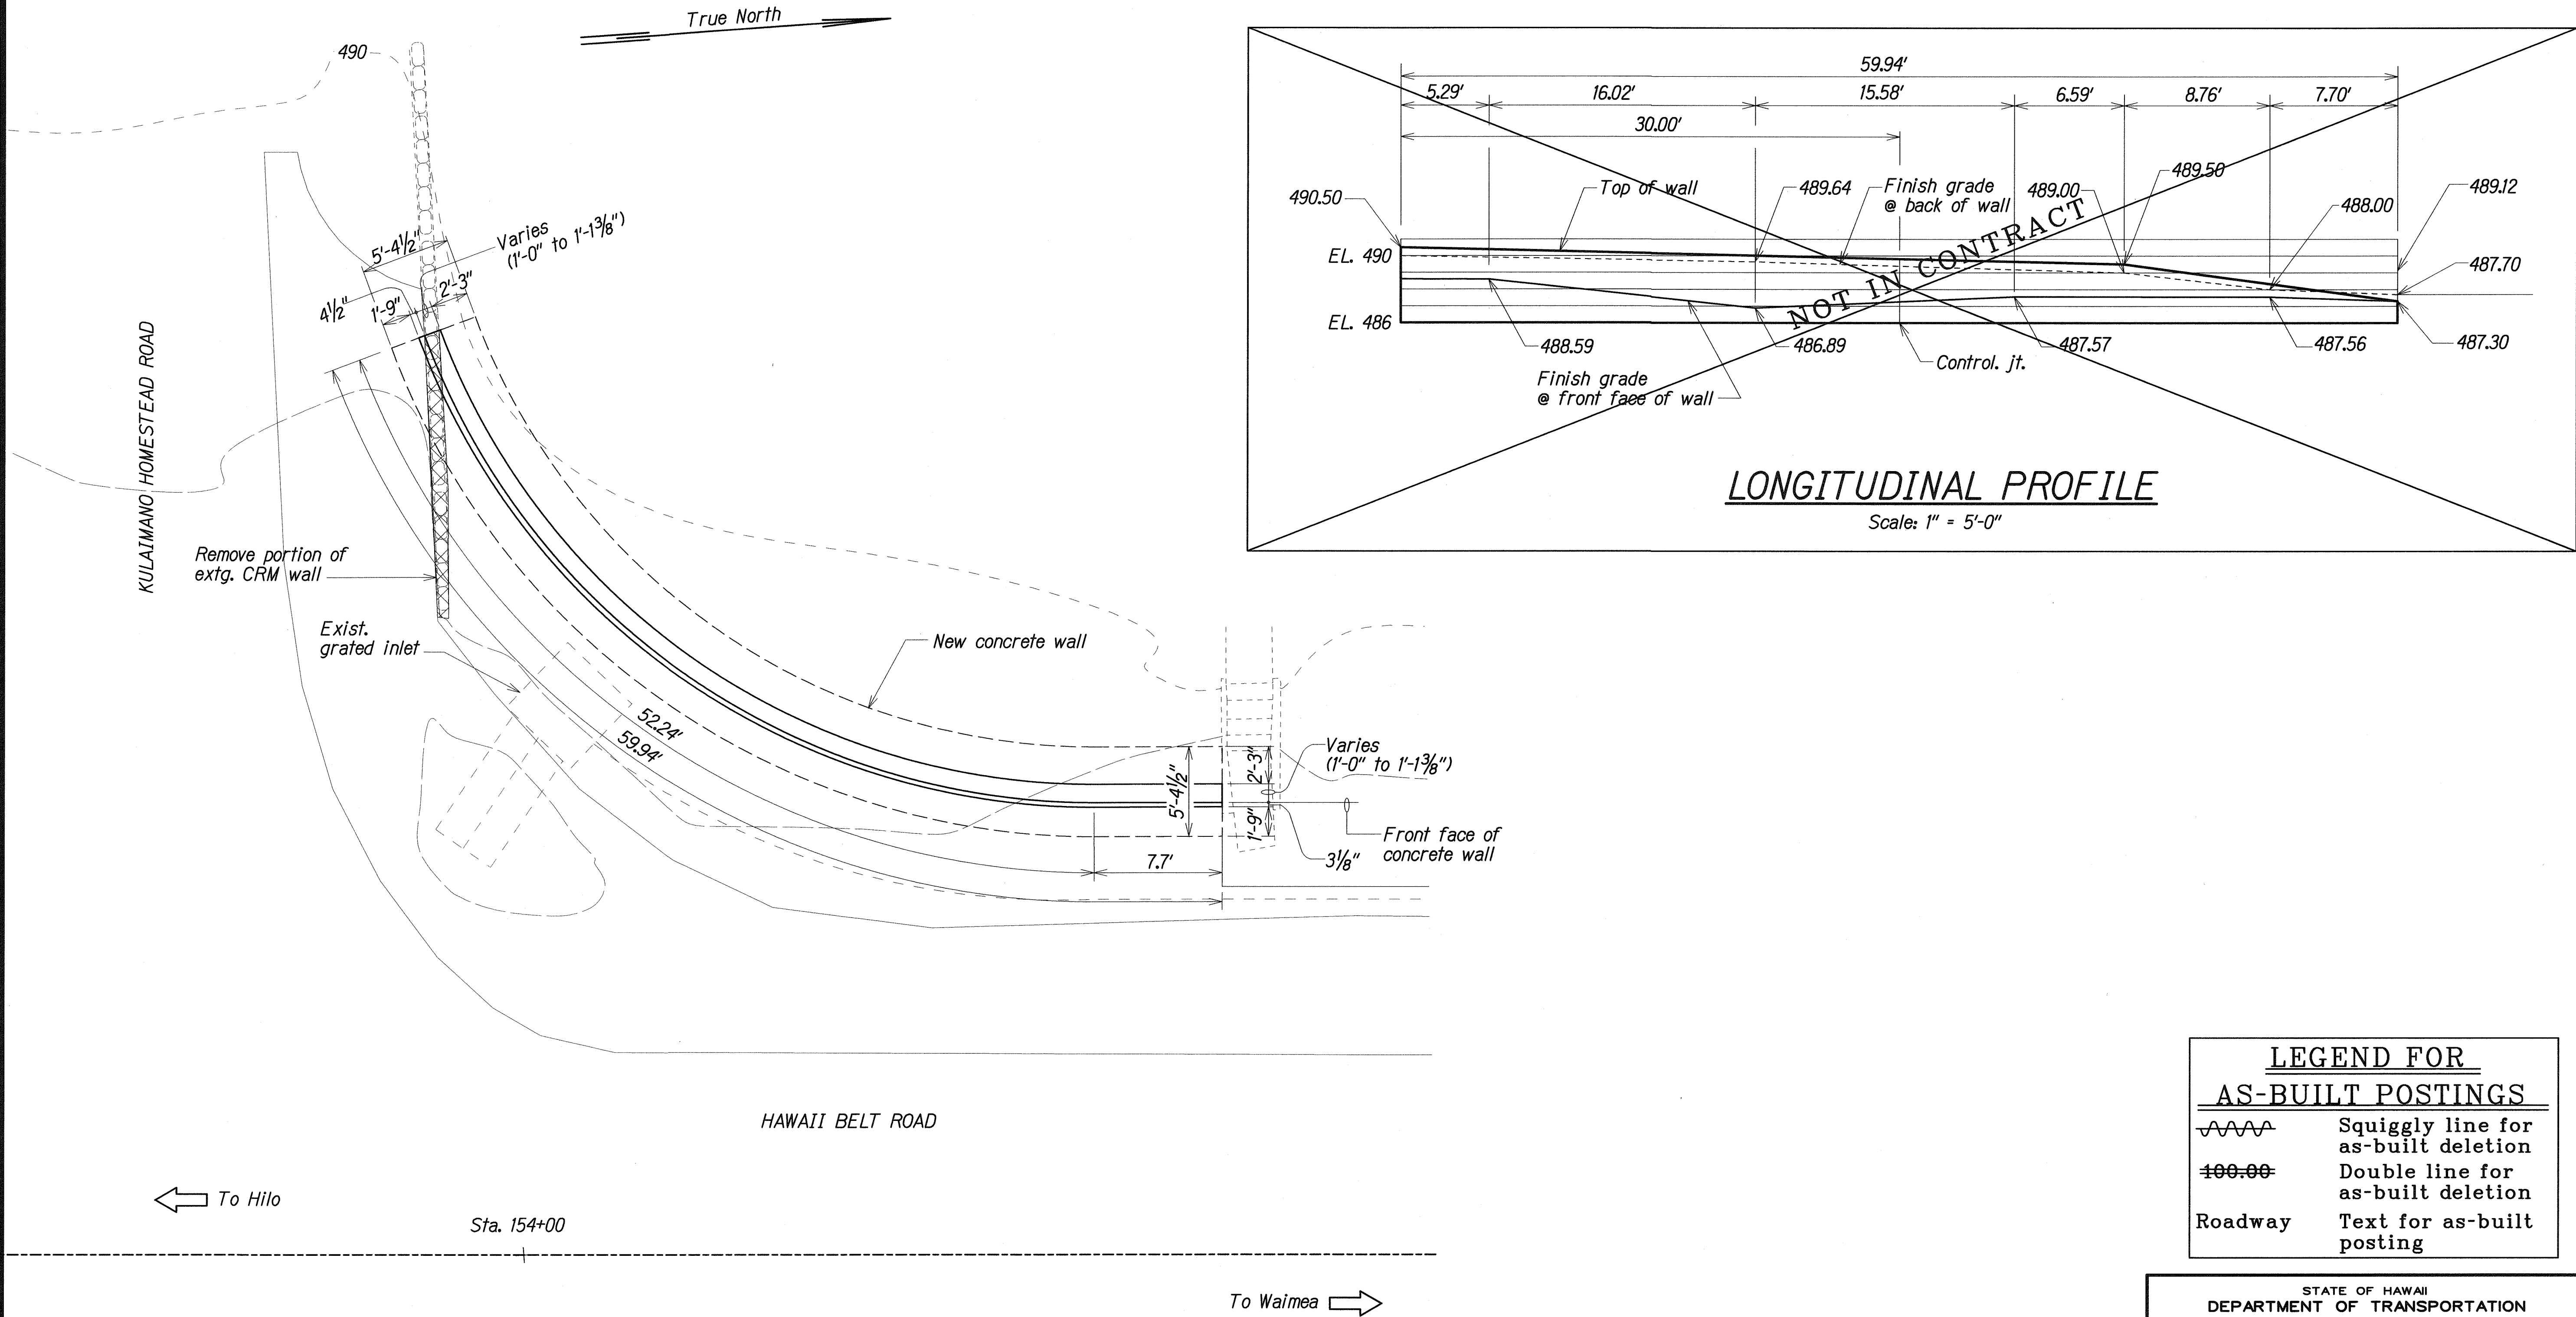 True North
490
5'-4½"
Varies
(1'-0" to 1'-1⅜")
4½"
1'-9"
2'-3"
KULAIMANO HOMESTEAD ROAD
Remove portion of
extg. CRM wall
Exist.
grated inlet
New concrete wall
52.24'
59.94'
5'-4½"
2'-3"
1'-9"
Varies
(1'-0" to 1'-1⅜")
Front face of
concrete wall
3⅛"
7.7'
HAWAII BELT ROAD
To Hilo
Sta. 154+00
To Waimea
59.94'
5.29'
16.02'
15.58'
6.59'
8.76'
7.70'
30.00'
490.50
Top of wall
489.64
Finish grade
@ back of wall
489.00
489.50
488.00
489.12
487.70
EL. 490
EL. 486
NOT IN CONTRACT
488.59
486.89
487.57
487.56
487.30
Control. jt.
Finish grade
@ front face of wall
LONGITUDINAL PROFILE
Scale: 1" = 5'-0"
LEGEND FOR
AS-BUILT POSTINGS
Squiggly line for
as-built deletion
100.00
Double line for
as-built deletion
Roadway
Text for as-built
posting
STATE OF HAWAII
DEPARTMENT OF TRANSPORTATION